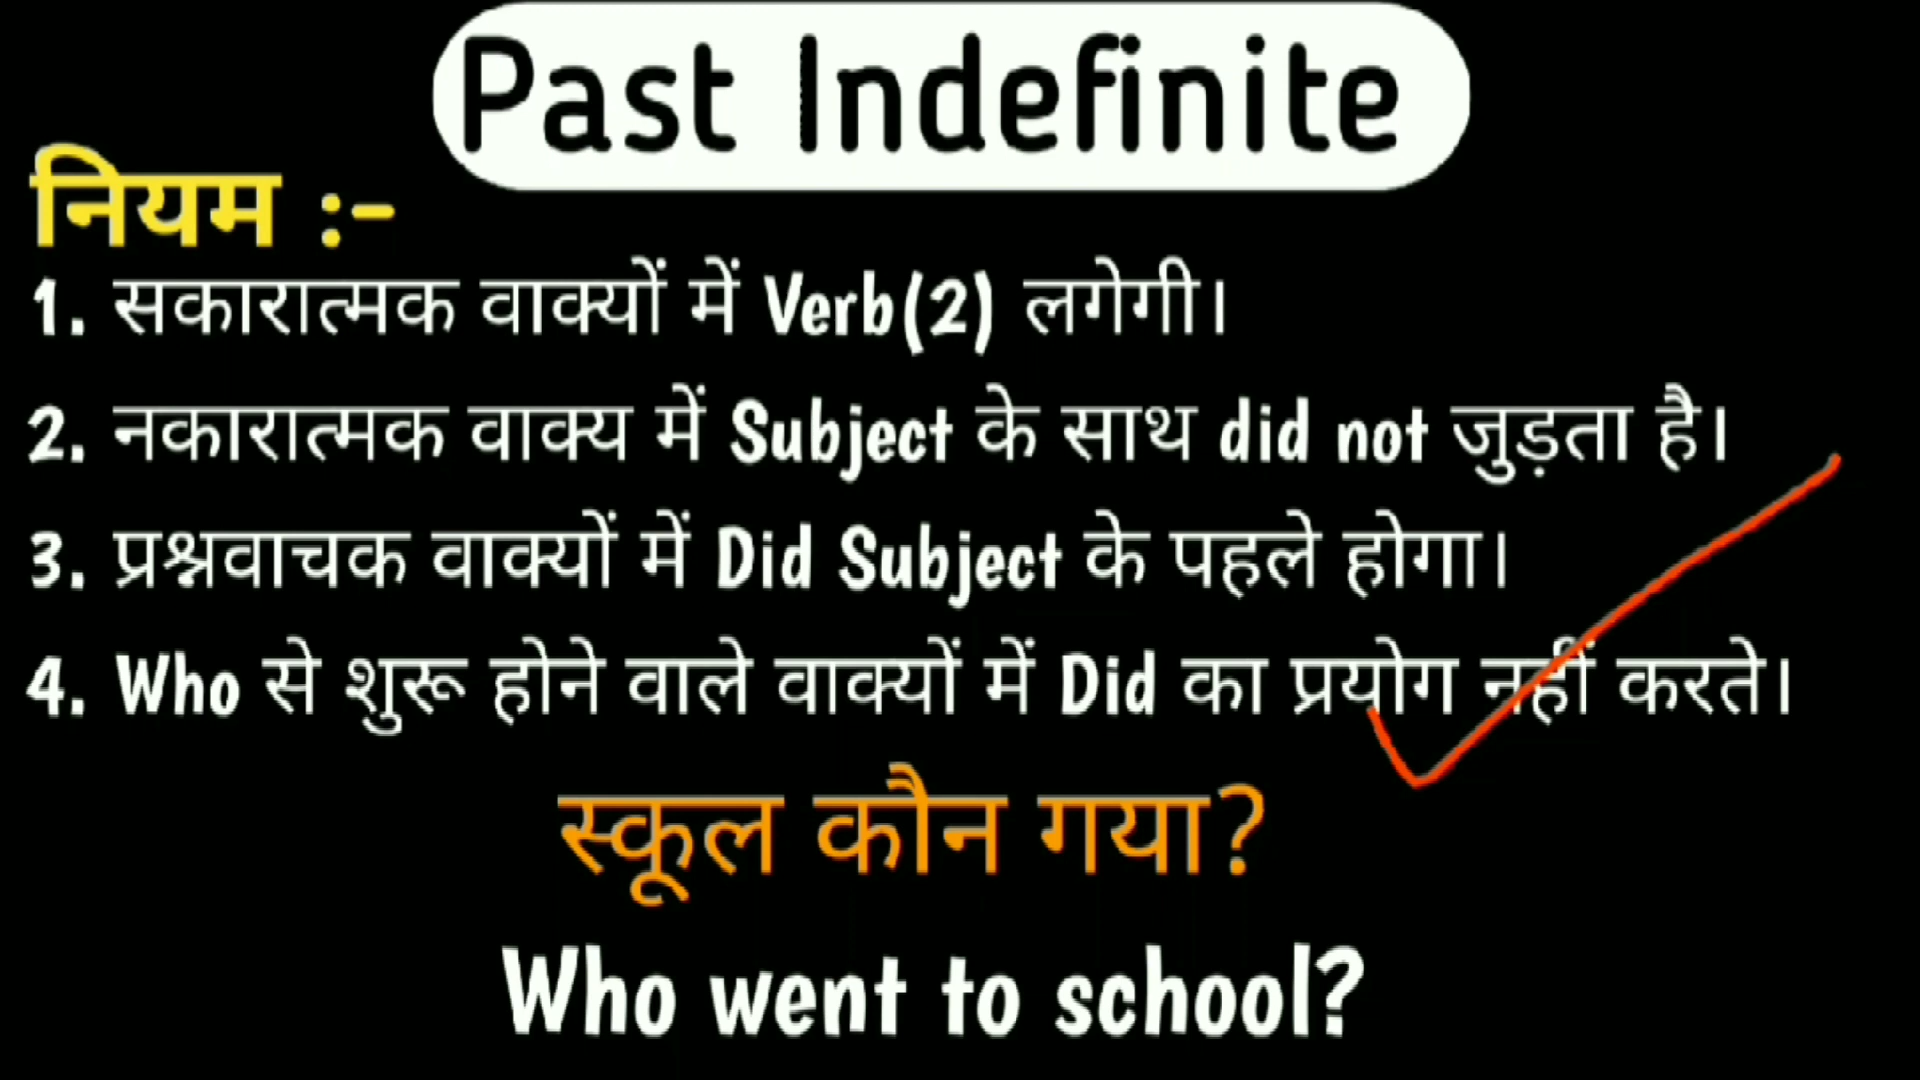 Past Indefinite
नियम :-
1. सकारात्मक वाक्यों में Verb(2) लगेगी।
2. नकारात्मक वाक्य में Subject के साथ did not जुड़ता है।
3. प्रश्नवाचक वाक्यों में Did Subject के पहले होगा।
4. Who से शुरू होने वाले वाक्यों में Did का प्रयोग नहीं करते।
स्कूल कौन गया?
Who went to school?